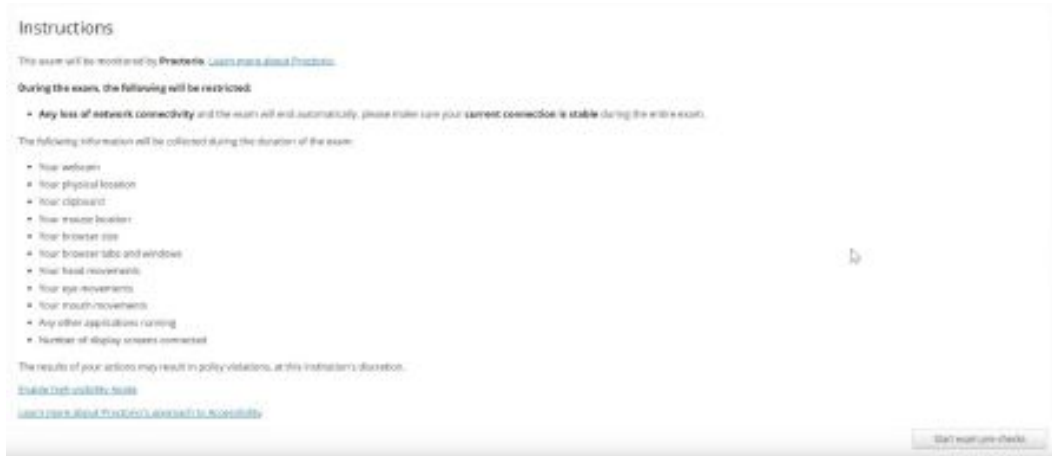 Instructions
This exam will be monitored by Proctorio. Learn more about Proctorio.
During the exam, the following will be restricted:
• Any loss of network connectivity and the exam will end automatically, please make sure your current connection is stable during the entire exam.
The following information will be collected during the duration of the exam:
• Your webcam
• Your physical location
• Your clipboard
• Your mouse location
• Your browser size
• Your browser tabs and windows
• Your head movements
• Your eye movements
• Your mouth movements
• Any other applications running
• Number of display screens connected
The results of your actions may result in policy violations, at this institution's discretion.
Enable high visibility mode
Learn more about Proctorio's approach to Accessibility
Start exam pre-checks